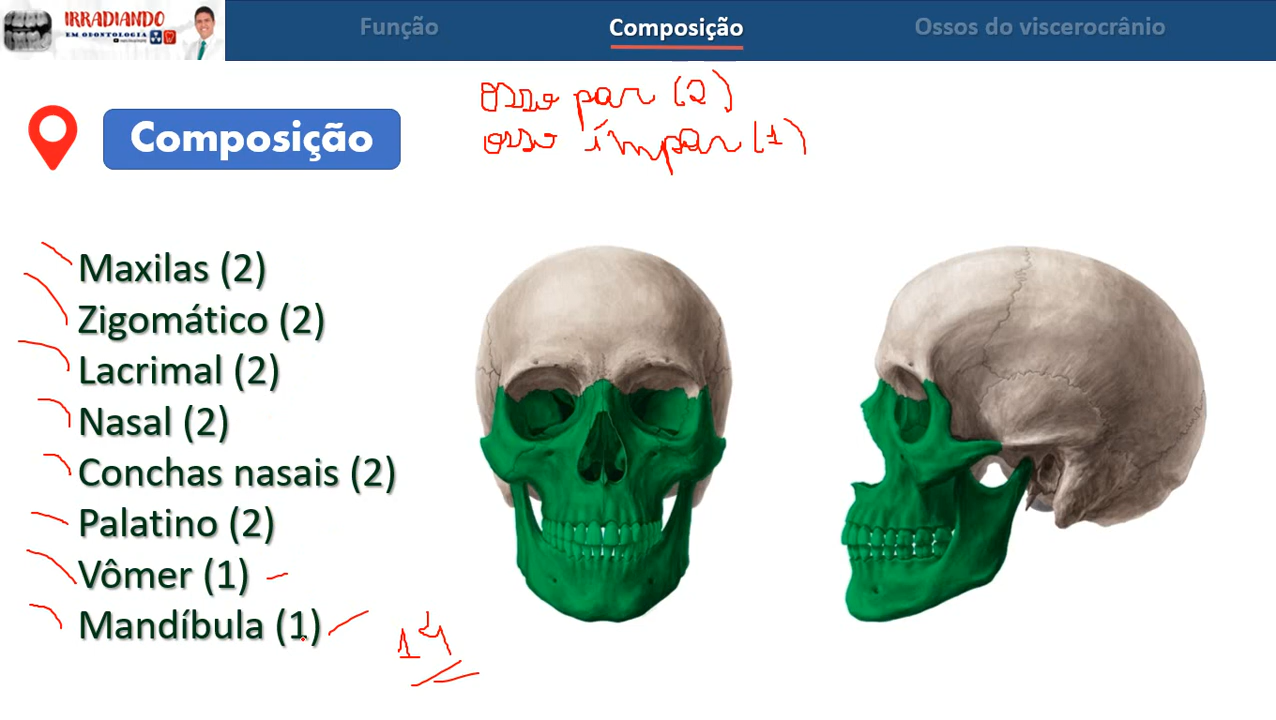 IRRADIANDO
EM ODONTOLOGIA
Função
Composição
Ossos do viscerocrânio
osso par (2)
osso ímpar (1)
Composição
Maxilas (2)
Zigomático (2)
Lacrimal (2)
Nasal (2)
Conchas nasais (2)
Palatino (2)
Vômer (1)
Mandíbula (1)
14